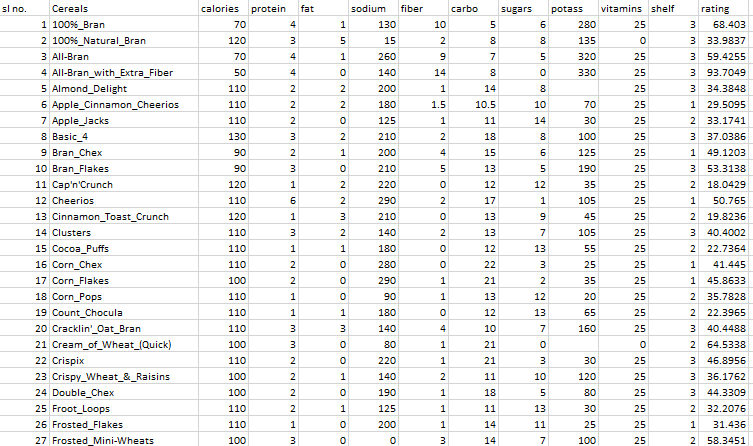 sl no. Cereals calories protein fat sodium fiber carbo sugars potass vitamins shelf rating
1 100%_Bran 70 4 1 130 10 5 6 280 25 3 68.403
2 100%_Natural_Bran 120 3 5 15 2 8 8 135 0 3 33.9837
3 All-Bran 70 4 1 260 9 7 5 320 25 3 59.4255
4 All-Bran_with_Extra_Fiber 50 4 0 140 14 8 0 330 25 3 93.7049
5 Almond_Delight 110 2 2 200 1 14 8 25 3 34.3848
6 Apple_Cinnamon_Cheerios 110 2 2 180 1.5 10.5 10 70 25 1 29.5095
7 Apple_Jacks 110 2 0 125 1 11 14 30 25 2 33.1741
8 Basic_4 130 3 2 210 2 18 8 100 25 3 37.0386
9 Bran_Chex 90 2 1 200 4 15 6 125 25 1 49.1203
10 Bran_Flakes 90 3 0 210 5 13 5 190 25 3 53.3138
11 Cap'n'Crunch 120 1 2 220 0 12 12 35 25 2 18.0429
12 Cheerios 110 6 2 290 2 17 1 105 25 1 50.765
13 Cinnamon_Toast_Crunch 120 1 3 210 0 13 9 45 25 2 19.8236
14 Clusters 110 3 2 140 2 13 7 105 25 3 40.4002
15 Cocoa_Puffs 110 1 1 180 0 12 13 55 25 2 22.7364
16 Corn_Chex 110 2 0 280 0 22 3 25 25 1 41.445
17 Corn_Flakes 100 2 0 290 1 21 2 35 25 1 45.8633
18 Corn_Pops 110 1 0 90 1 13 12 20 25 2 35.7828
19 Count_Chocula 110 1 1 180 0 12 13 65 25 2 22.3965
20 Cracklin'_Oat_Bran 110 3 3 140 4 10 7 160 25 3 40.4488
21 Cream_of_Wheat_(Quick) 100 3 0 80 1 21 0 0 2 64.5338
22 Crispix 110 2 0 220 1 21 3 30 25 3 46.8956
23 Crispy_Wheat_&_Raisins 100 2 1 140 2 11 10 120 25 3 36.1762
24 Double_Chex 100 2 0 190 1 18 5 80 25 3 44.3309
25 Froot_Loops 110 2 1 125 1 11 13 30 25 2 32.2076
26 Frosted_Flakes 110 1 0 200 1 14 11 25 25 1 31.436
27 Frosted_Mini-Wheats 100 3 0 0 3 14 7 100 25 2 58.3451